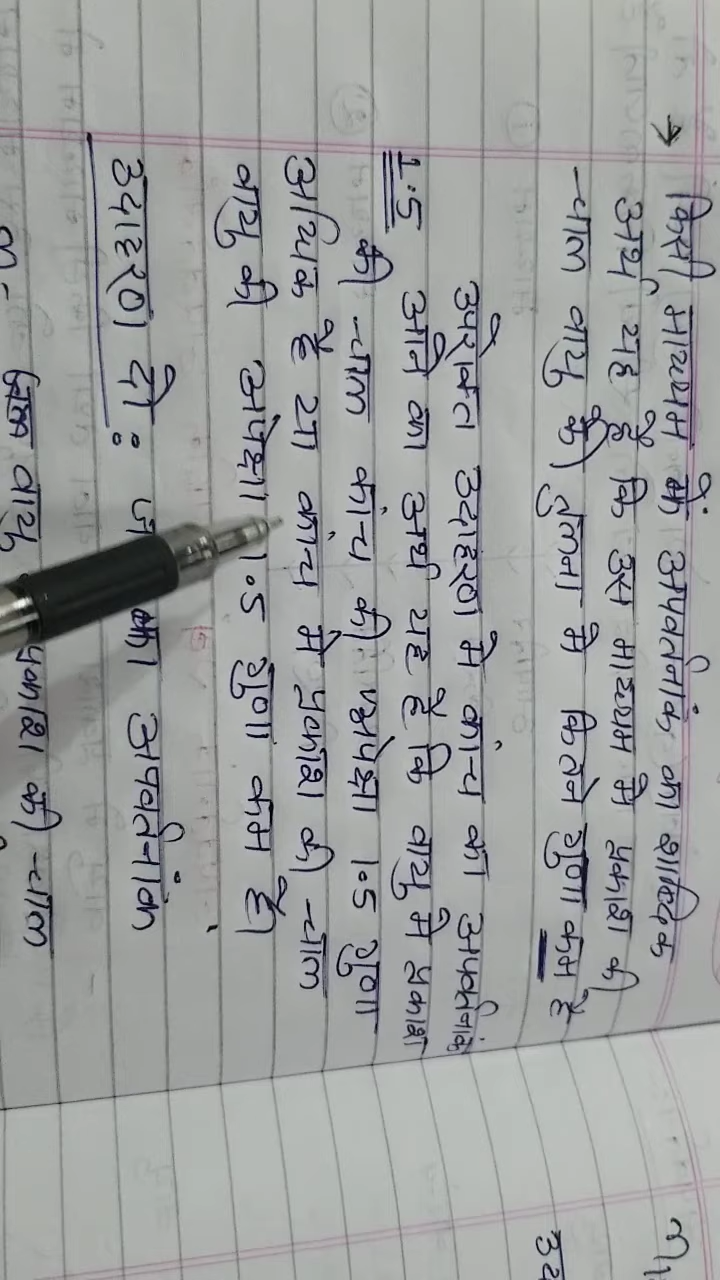 → किसी माध्यम के अपवर्तनांक का शाब्दिक
अर्थ यह है कि उस माध्यम में प्रकाश की
चाल वायु की तुलना में कितने गुणा कम है
उपरोक्त उदाहरण में कांच का अपवर्तनांक
1.5 आने का अर्थ यह है कि वायु में प्रकाश
की चाल कांच की अपेक्षा 1.5 गुणा
अधिक है या कांच में प्रकाश की चाल
वायु की अपेक्षा 1.5 गुणा कम है।
उदाहरण दो: का अपवर्तनांक
वायु प्रकाश की चाल